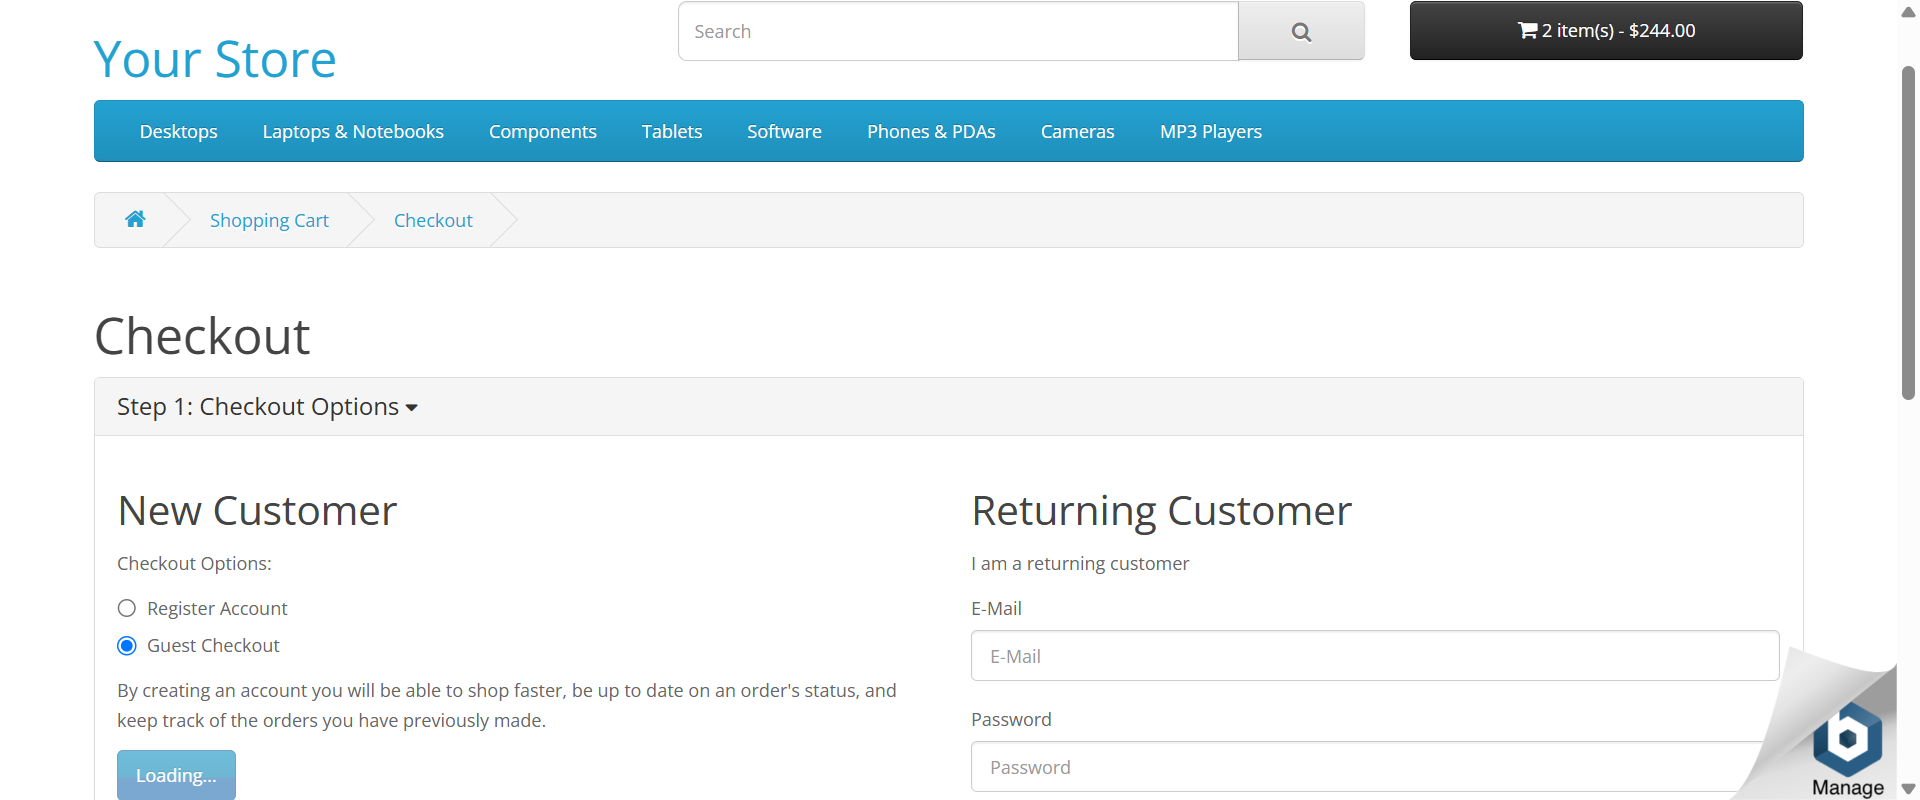 Your Store
Search
2 item(s) - $244.00
Desktops
Laptops & Notebooks
Components
Tablets
Software
Phones & PDAs
Cameras
MP3 Players
Shopping Cart
Checkout
Checkout
Step 1: Checkout Options
New Customer
Checkout Options:
Register Account
Guest Checkout
By creating an account you will be able to shop faster, be up to date on an order's status, and
keep track of the orders you have previously made.
Loading...
Returning Customer
I am a returning customer
E-Mail
E-Mail
Password
Password
b
Manage